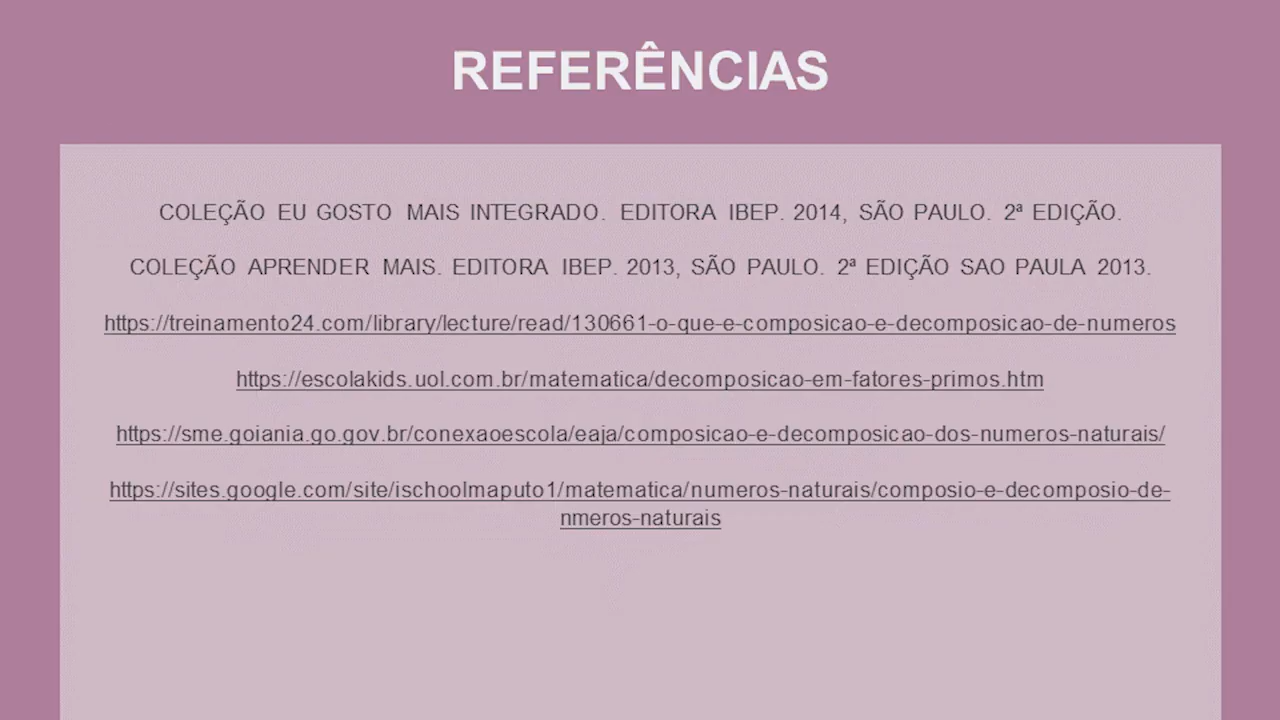 REFERÊNCIAS
COLEÇÃO EU GOSTO MAIS INTEGRADO. EDITORA IBEP. 2014, SÃO PAULO. 2ª EDIÇÃO.
COLEÇÃO APRENDER MAIS. EDITORA IBEP. 2013, SÃO PAULO. 2ª EDIÇÃO SAO PAULA 2013.
https://treinamento24.com/library/lecture/read/130661-o-que-e-composicao-e-decomposicao-de-numeros
https://escolakids.uol.com.br/matematica/decomposicao-em-fatores-primos.htm
https://sme.goiania.go.gov.br/conexaoescola/eaja/composicao-e-decomposicao-dos-numeros-naturais/
https://sites.google.com/site/ischoolmaputo1/matematica/numeros-naturais/composio-e-decomposio-de-
nmeros-naturais